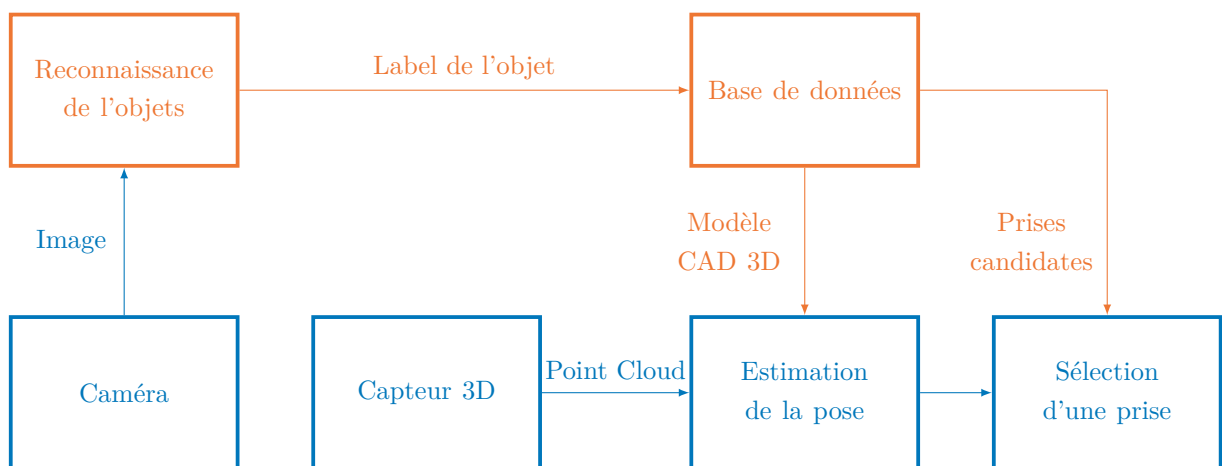 Reconnaissance
de l'objets
Label de l'objet
Base de données
Image
Modèle
CAD 3D
Prises
candidates
Caméra
Capteur 3D
Point Cloud
Estimation
de la pose
Sélection
d'une prise